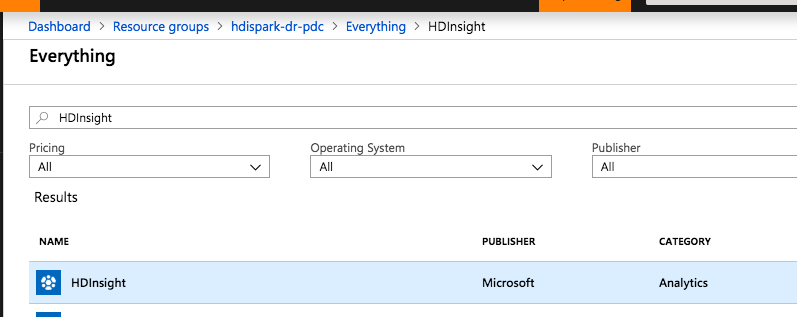 Dashboard > Resource groups > hdispark-dr-pdc > Everything > HDInsight
Everything
HDInsight
Pricing Operating System Publisher
All All All
Results
NAME PUBLISHER CATEGORY
HDInsight Microsoft Analytics